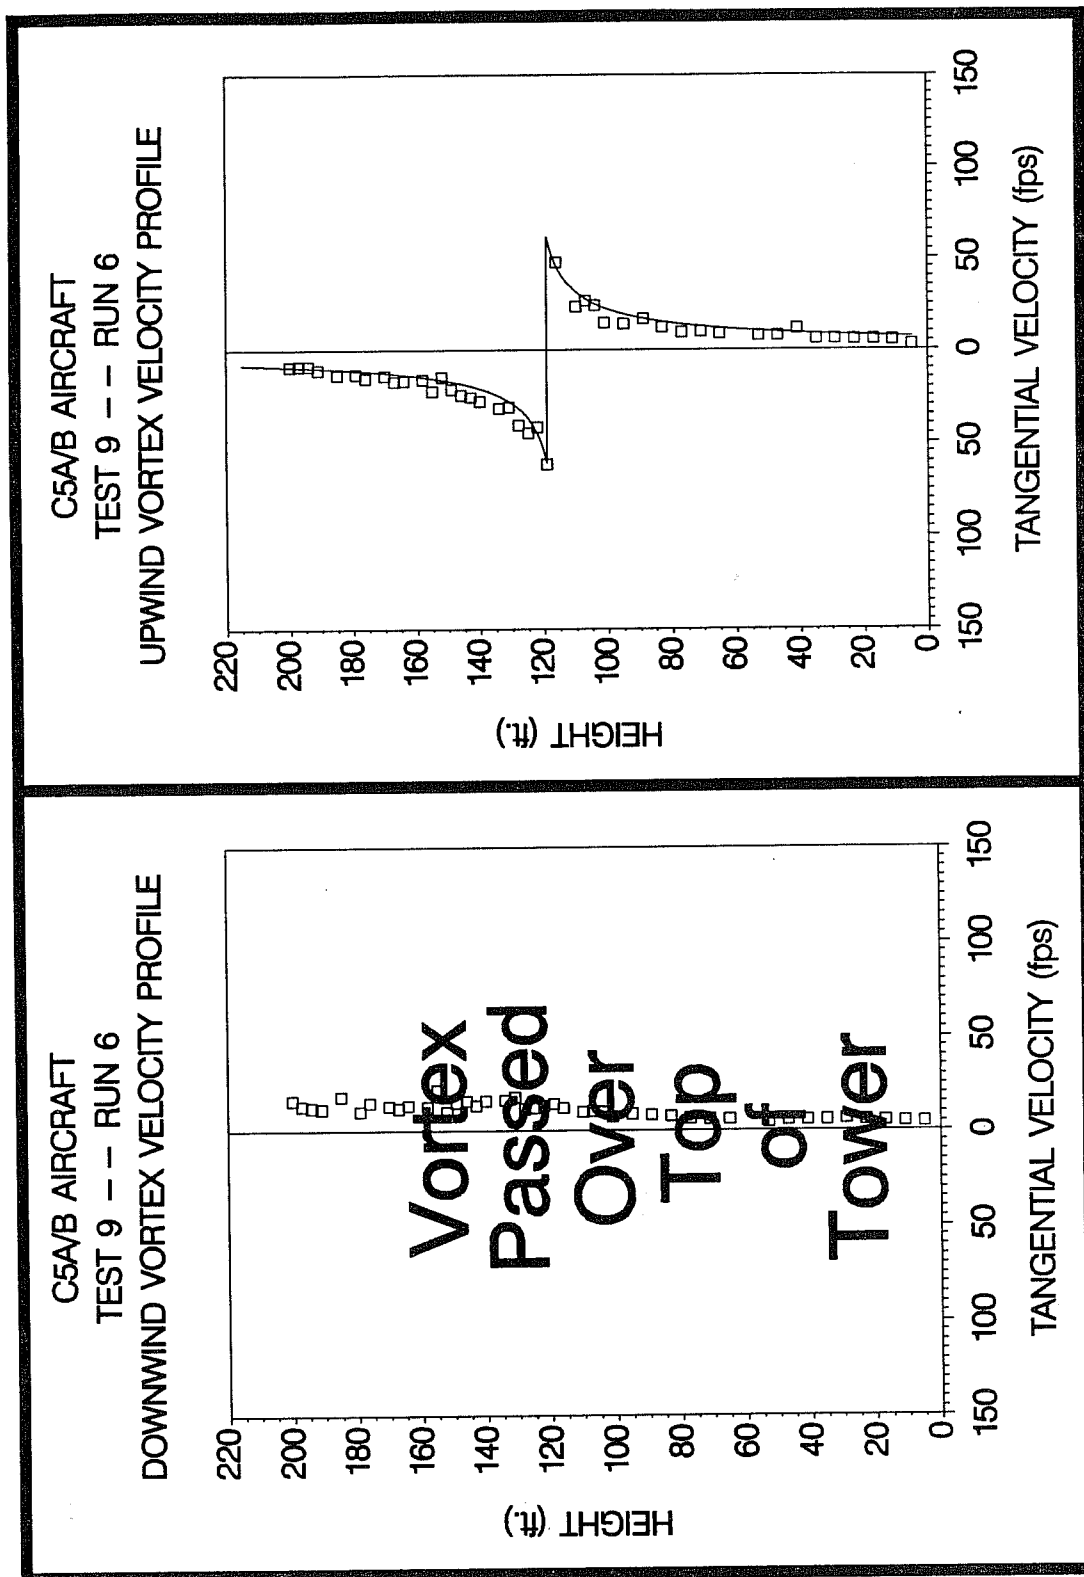 C5A/B AIRCRAFT
TEST 9 -- RUN 6
DOWNWIND VORTEX VELOCITY PROFILE
HEIGHT (ft.)
220
200
180
160
140
120
100
80
60
40
20
0
Vortex
Passed
Over
Top
of
Tower
150 100 50 0 50 100 150
TANGENTIAL VELOCITY (fps)
C5A/B AIRCRAFT
TEST 9 -- RUN 6
UPWIND VORTEX VELOCITY PROFILE
HEIGHT (ft.)
220
200
180
160
140
120
100
80
60
40
20
0
150 100 50 0 50 100 150
TANGENTIAL VELOCITY (fps)